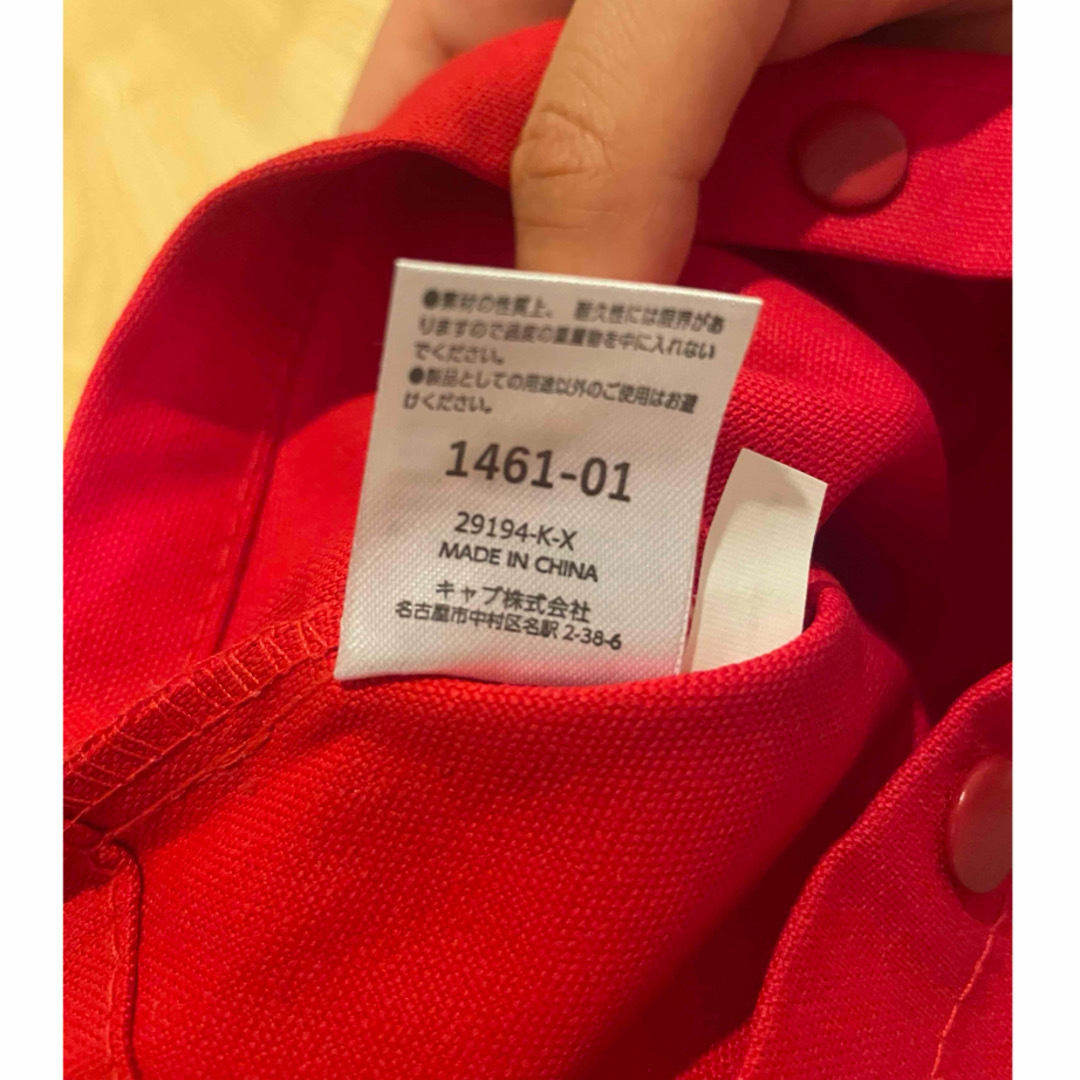 ●素材の性質上、 耐久性には限界があ
りますので過度の重量物を中に入れない
でください。
●製品としての用途以外のご使用はお避
けください。
1461-01
29194-K-X
MADE IN CHINA
キャブ株式会社
名古屋市中村区名駅 2-38-6